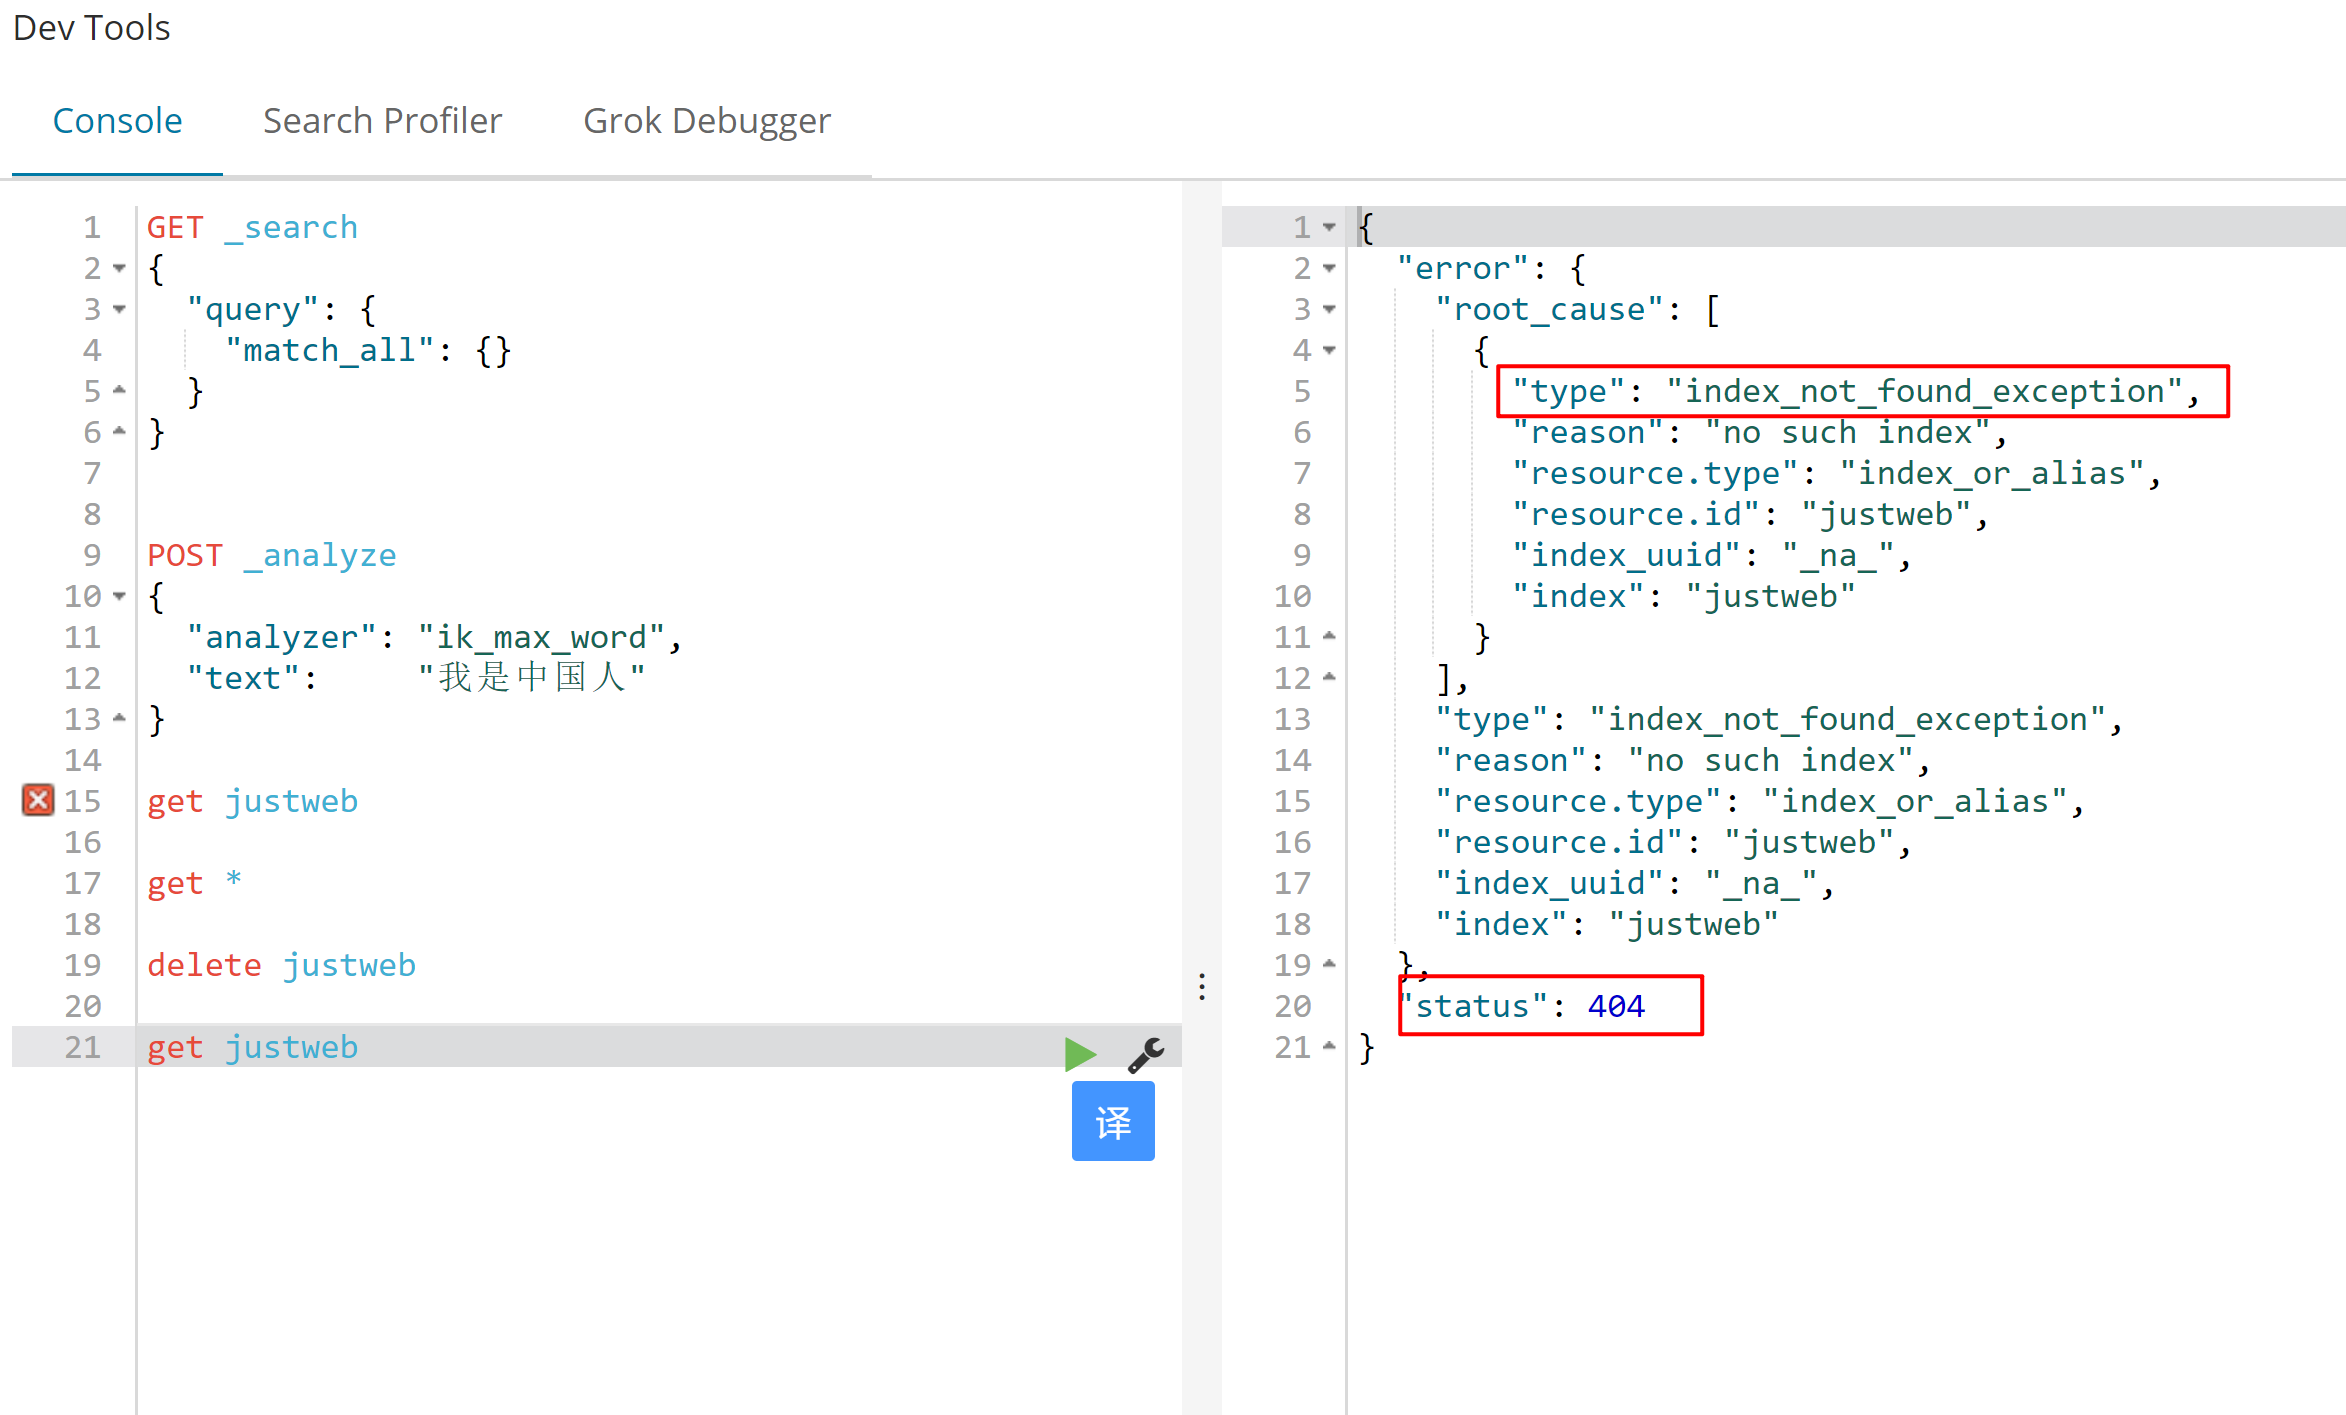 Dev Tools
Console Search Profiler Grok Debugger
1 GET _search
2 {
3 "query": {
4 "match_all": {}
5 }
6 }
7
8
9 POST _analyze
10 {
11 "analyzer": "ik_max_word",
12 "text": "我是中国人"
13 }
14
15 get justweb
16
17 get *
18
19 delete justweb
20
21 get justweb
译
1 {
2 "error": {
3 "root_cause": [
4 {
5 "type": "index_not_found_exception",
6 "reason": "no such index",
7 "resource.type": "index_or_alias",
8 "resource.id": "justweb",
9 "index_uuid": "_na_",
10 "index": "justweb"
11 }
12 ],
13 "type": "index_not_found_exception",
14 "reason": "no such index",
15 "resource.type": "index_or_alias",
16 "resource.id": "justweb",
17 "index_uuid": "_na_",
18 "index": "justweb"
19 },
20 "status": 404
21 }